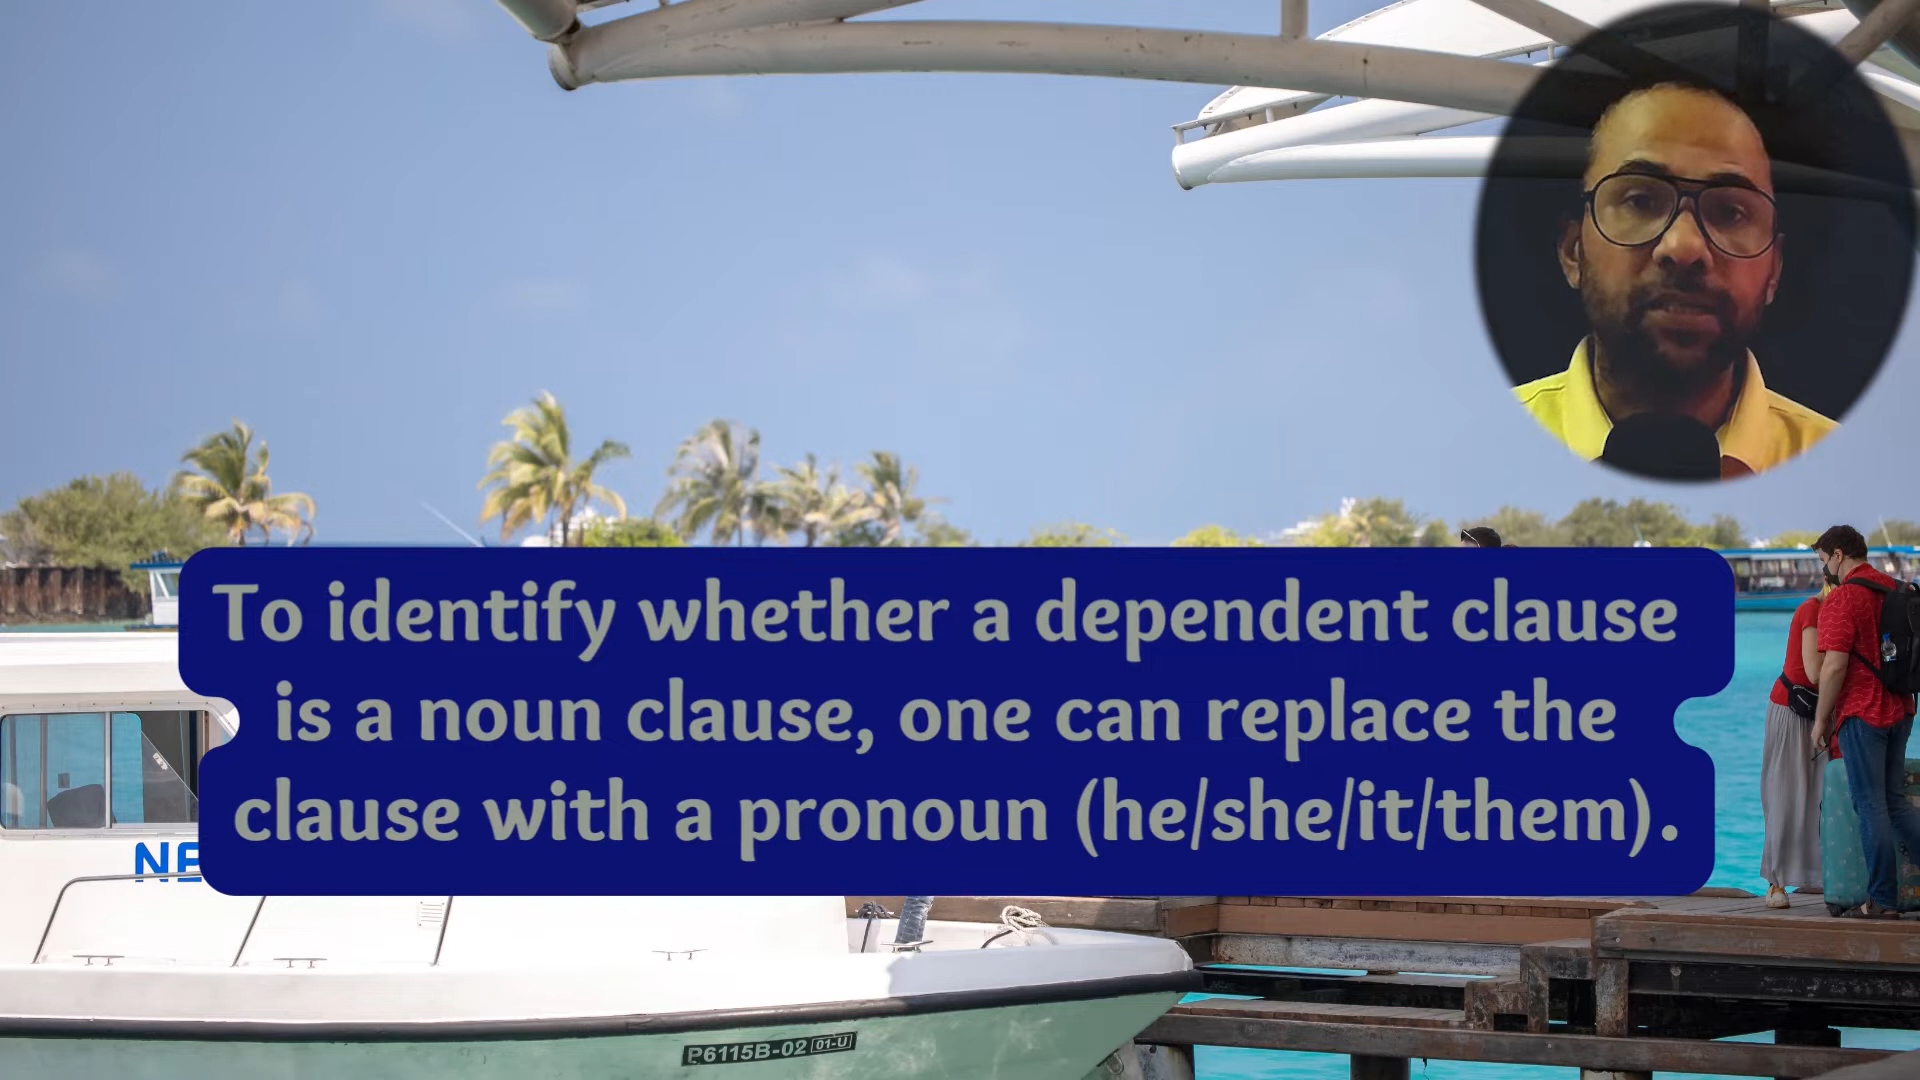 To identify whether a dependent clause
is a noun clause, one can replace the
clause with a pronoun (he/she/it/them).
NE
P6115B-02 01-U